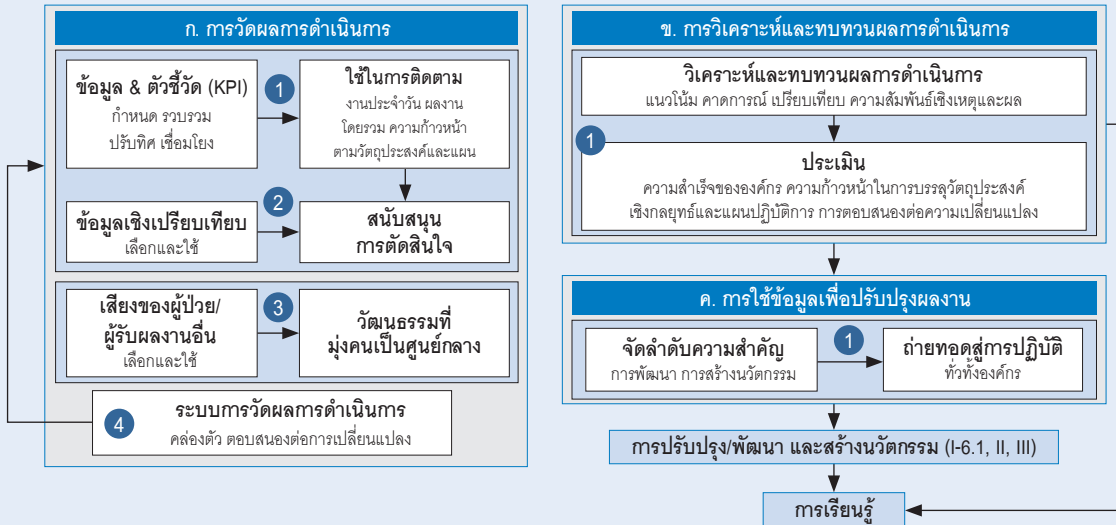 ก. การวัดผลการดำเนินการ
ข้อมูล & ตัวชี้วัด (KPI)
กำหนด รวบรวม
ปรับทิศ เชื่อมโยง
1
ใช้ในการติดตาม
งานประจำวัน ผลงาน
โดยรวม ความก้าวหน้า
ตามวัตถุประสงค์และแผน
ข้อมูลเชิงเปรียบเทียบ
เลือกและใช้
2
สนับสนุน
การตัดสินใจ
เสียงของผู้ป่วย/
ผู้รับผลงานอื่น
เลือกและใช้
3
วัฒนธรรมที่
มุ่งคนเป็นศูนย์กลาง
4
ระบบการวัดผลการดำเนินการ
คล่องตัว ตอบสนองต่อการเปลี่ยนแปลง
ข. การวิเคราะห์และทบทวนผลการดำเนินการ
วิเคราะห์และทบทวนผลการดำเนินการ
แนวโน้ม คาดการณ์ เปรียบเทียบ ความสัมพันธ์เชิงเหตุและผล
1
ประเมิน
ความสำเร็จขององค์กร ความก้าวหน้าในการบรรลุวัตถุประสงค์
เชิงกลยุทธ์และแผนปฏิบัติการ การตอบสนองต่อความเปลี่ยนแปลง
ค. การใช้ข้อมูลเพื่อปรับปรุงผลงาน
จัดลำดับความสำคัญ
การพัฒนา การสร้างนวัตกรรม
1
ถ่ายทอดสู่การปฏิบัติ
ทั่วทั้งองค์กร
การปรับปรุง/พัฒนา และสร้างนวัตกรรม (I-6.1, II, III)
การเรียนรู้